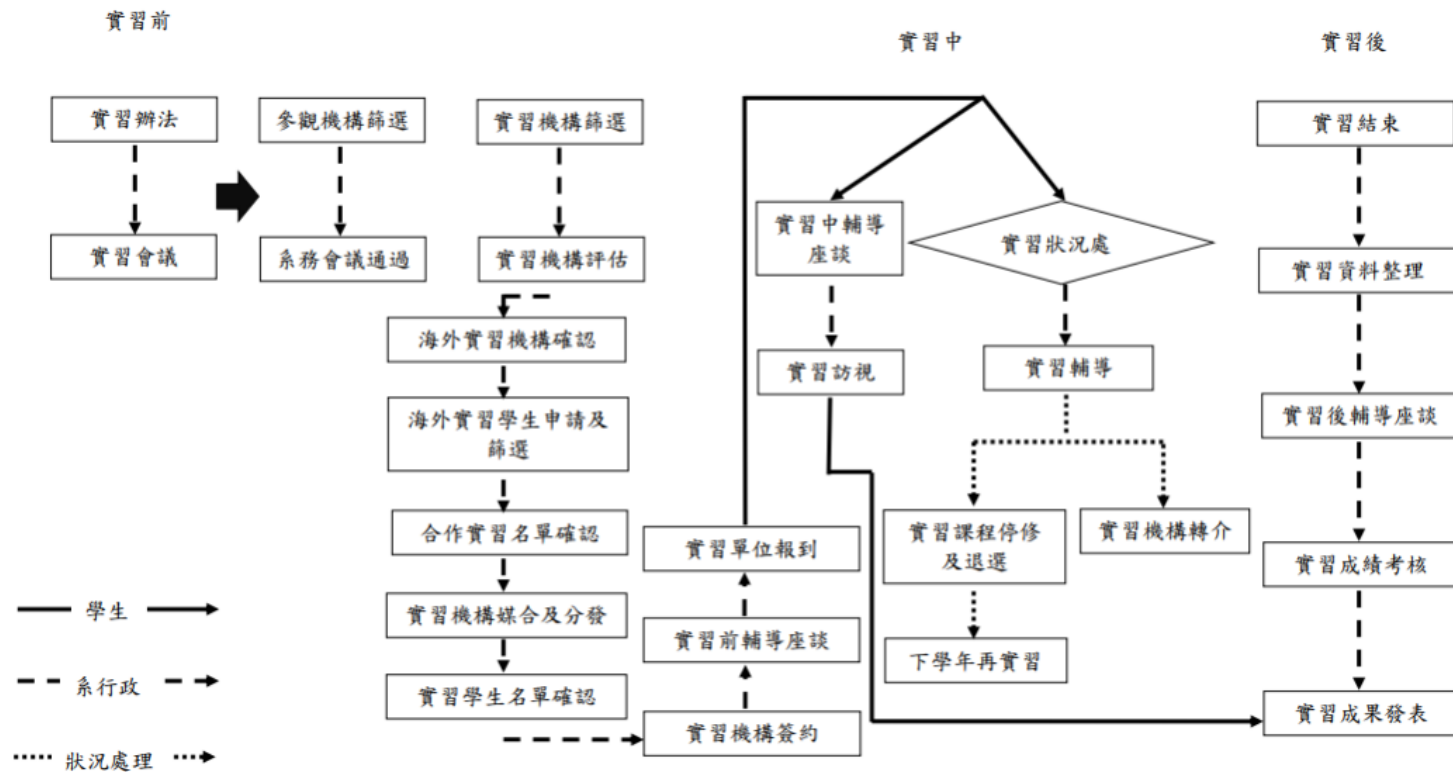 實習前
實習中
實習後
實習辦法
實習會議
參觀機構篩選
系務會議通過
實習機構篩選
實習機構評估
海外實習機構確認
海外實習學生申請及
篩選
合作實習名單確認
實習機構媒合及分發
實習學生名單確認
實習機構簽約
實習前輔導座談
實習單位報到
實習中輔導
座談
實習訪視
實習狀況處
實習輔導
實習課程停修
及退選
下學年再實習
實習機構轉介
實習結束
實習資料整理
實習後輔導座談
實習成績考核
實習成果發表
學生
系行政
狀況處理